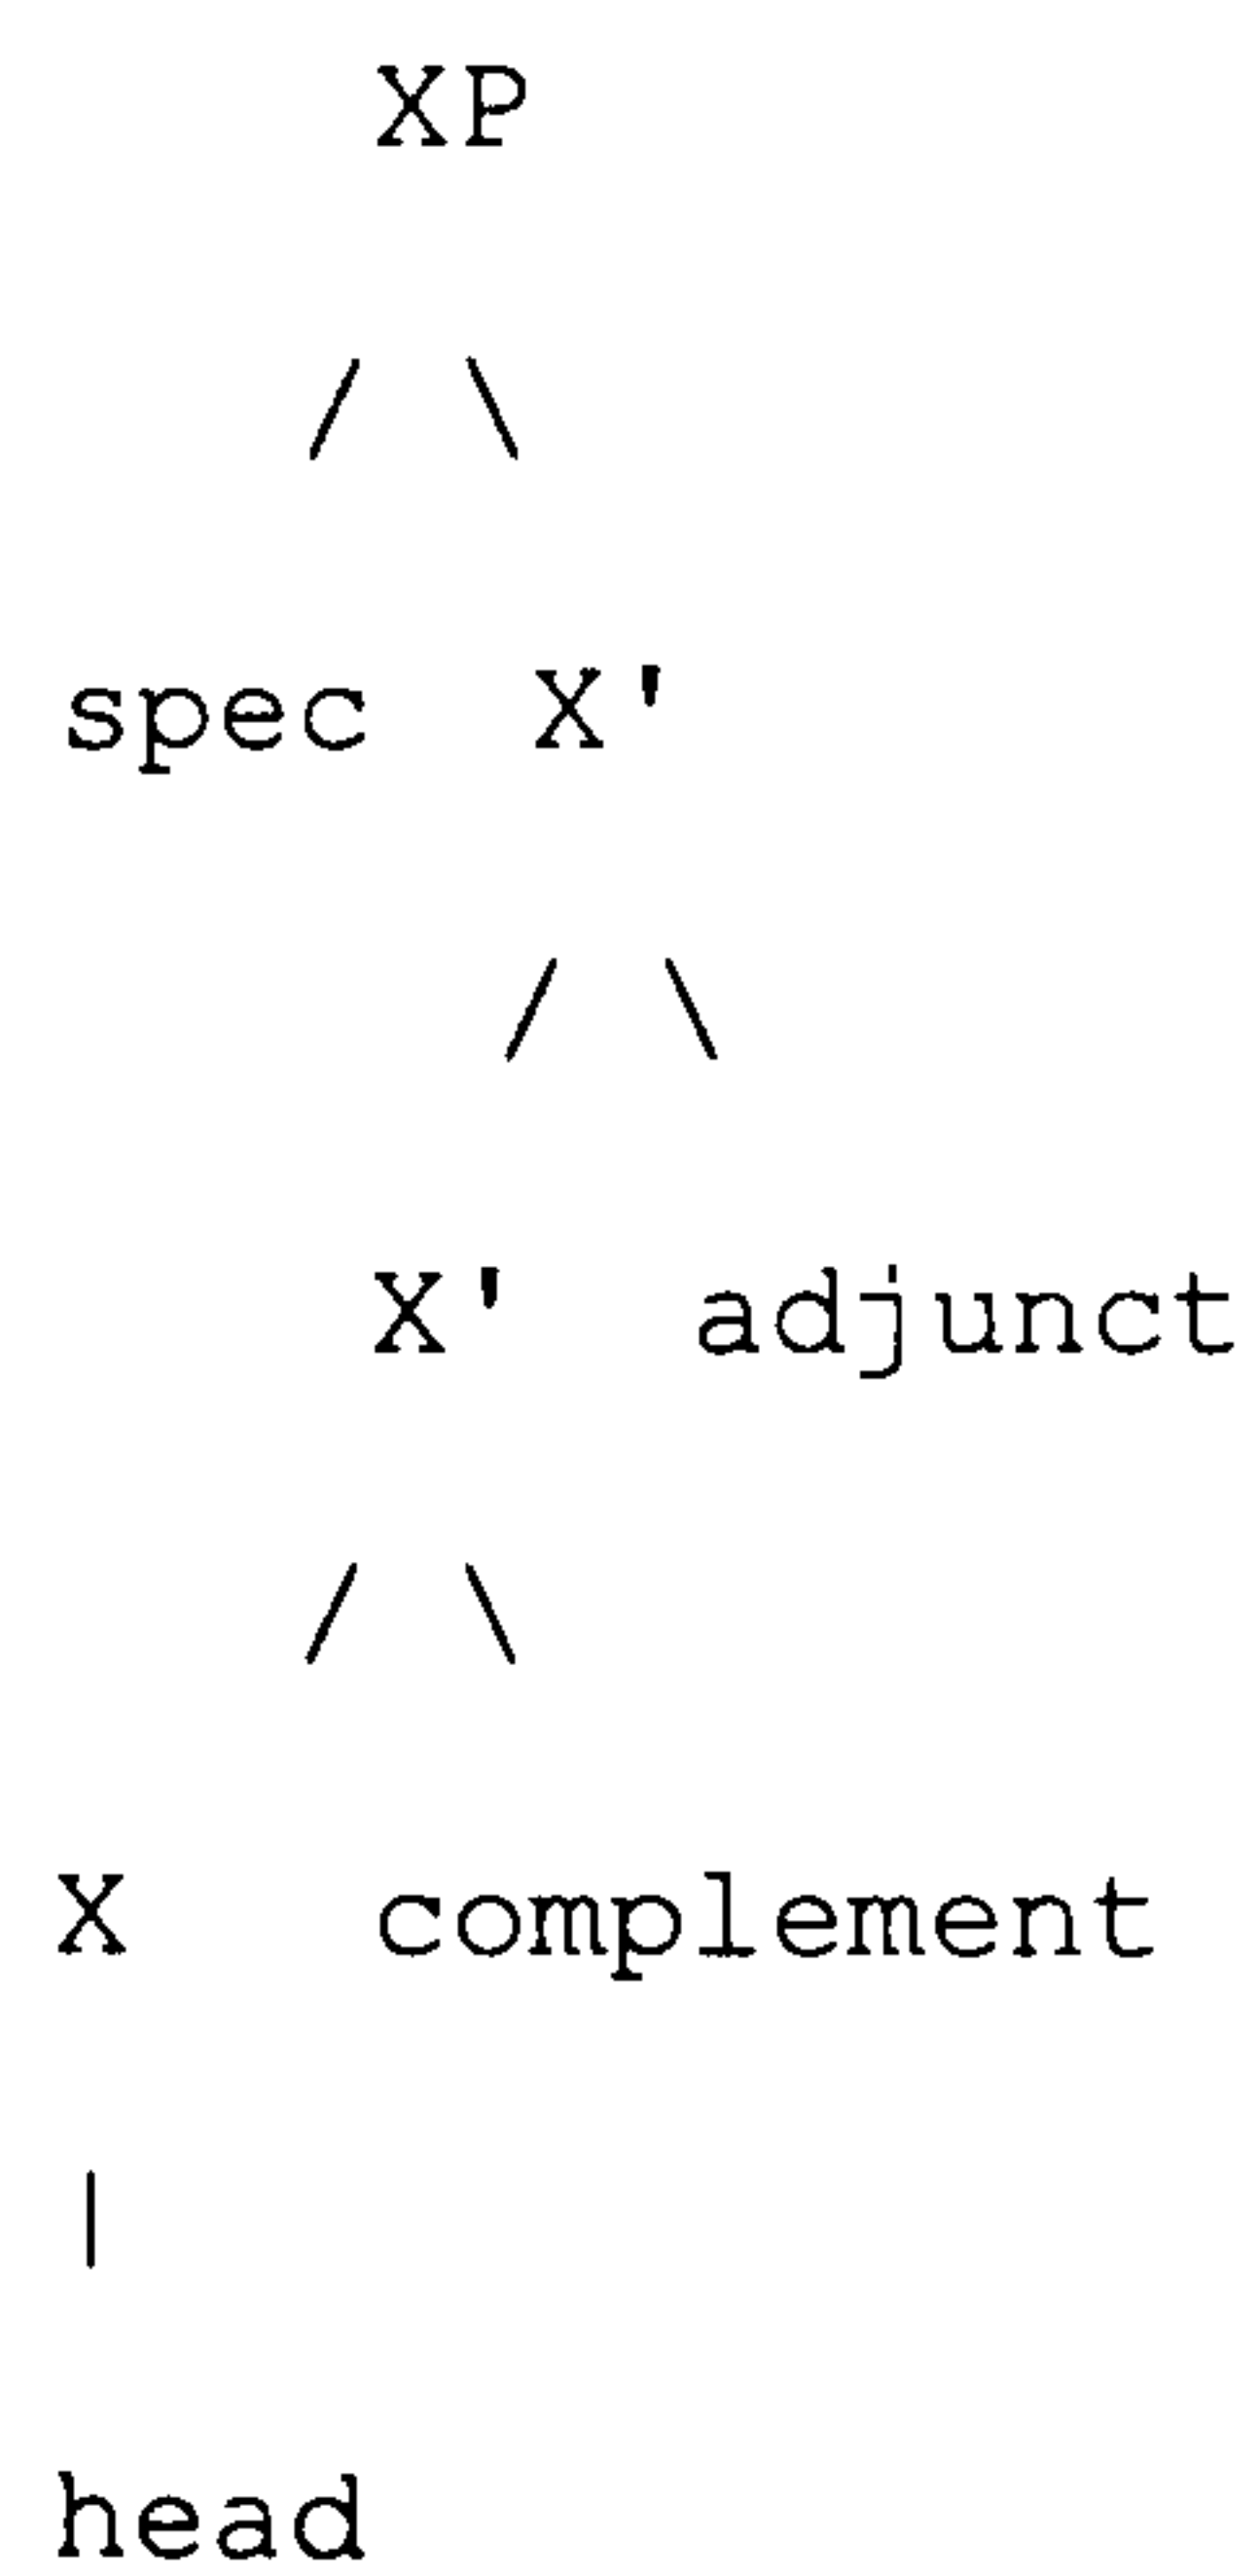 XP
/ \
spec X'
/ \
X' adjunct
/ \
X complement
|
head